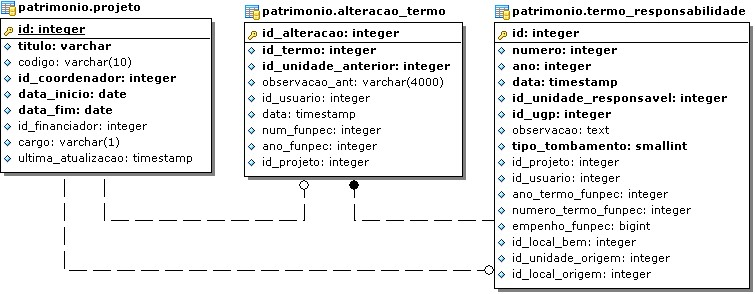 patrimonio.projeto
id: integer
titulo: varchar
codigo: varchar(10)
id_coordenador: integer
data_inicio: date
data_fim: date
id_financiador: integer
cargo: varchar(1)
ultima_atualizacao: timestamp
patrimonio.alteracao_termo
id_alteracao: integer
id_termo: integer
id_unidade_anterior: integer
observacao_ant: varchar(4000)
id_usuario: integer
data: timestamp
num_funpec: integer
ano_funpec: integer
id_projeto: integer
patrimonio.termo_responsabilidade
id: integer
numero: integer
ano: integer
data: timestamp
id_unidade_responsavel: integer
id_ugp: integer
observacao: text
tipo_tombamento: smallint
id_projeto: integer
id_usuario: integer
ano_termo_funpec: integer
numero_termo_funpec: integer
empenho_funpec: bigint
id_local_bem: integer
id_unidade_origem: integer
id_local_origem: integer